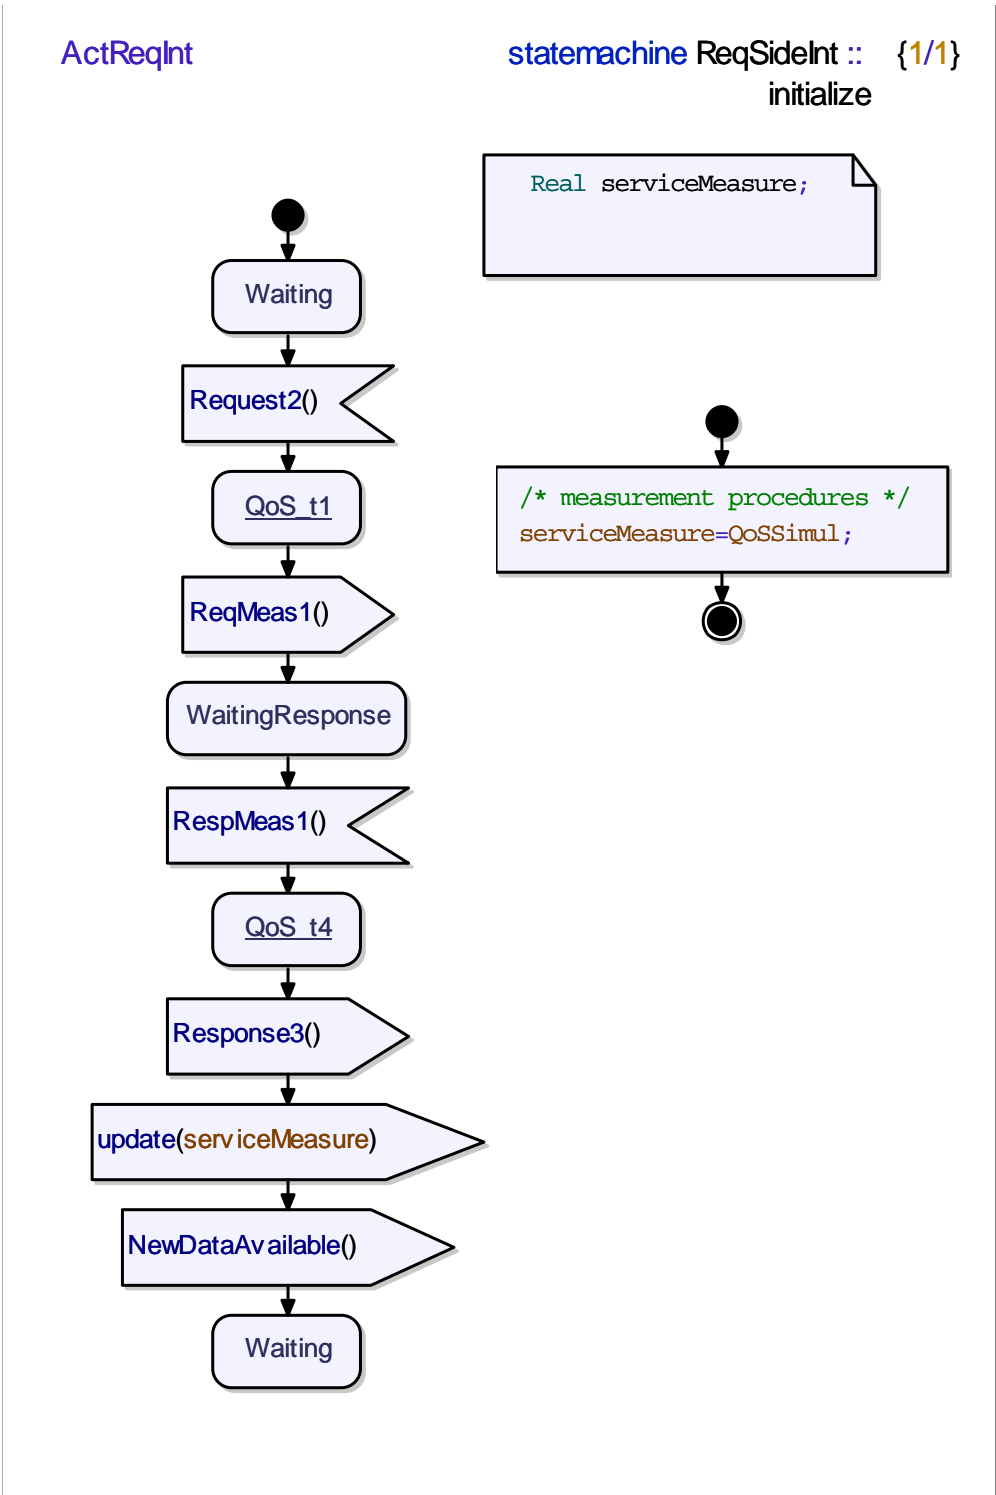 ActReqInt
statemachine ReqSideInt :: {1/1}
initialize
Real serviceMeasure;
Waiting
Request2()
QoS_t1
ReqMeas1()
WaitingResponse
RespMeas1()
QoS_t4
Response3()
update(serviceMeasure)
NewDataAvailable()
Waiting
/* measurement procedures */
serviceMeasure=QoSSimul;